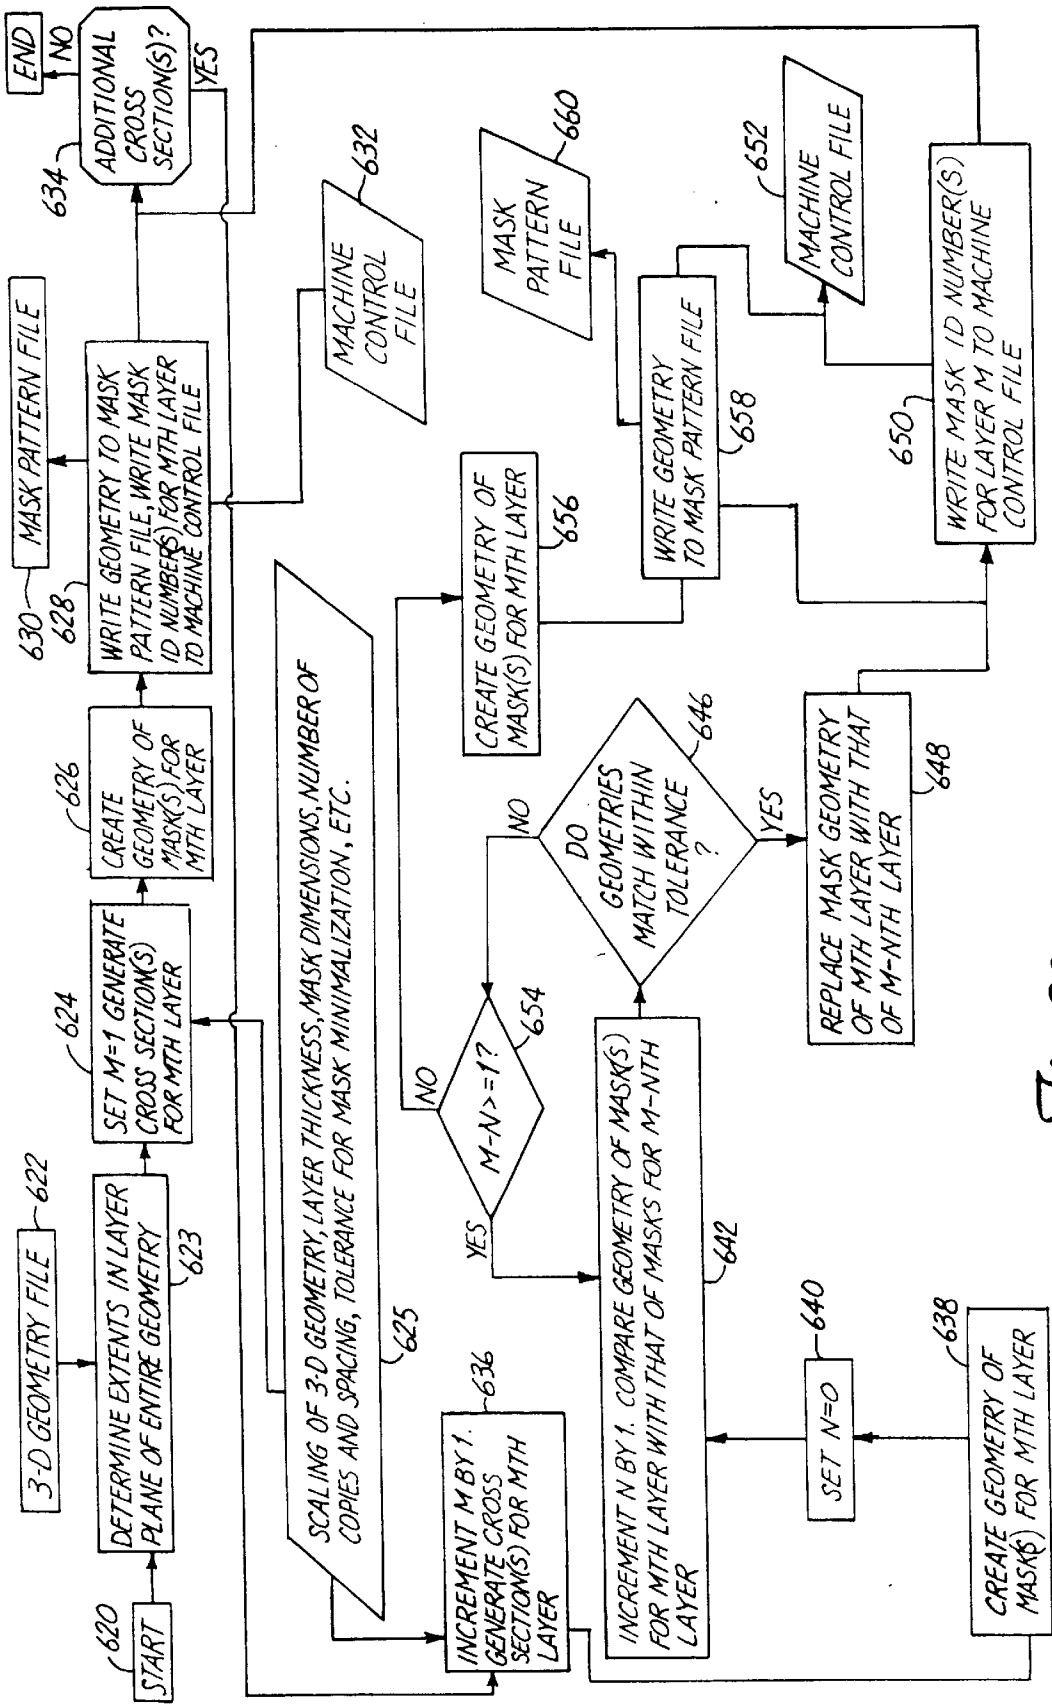 620
START
3-D GEOMETRY FILE
622
DETERMINE EXTENTS IN LAYER
PLANE OF ENTIRE GEOMETRY
623
624
SET M=1 GENERATE
CROSS SECTION(S)
FOR MTH LAYER
626
CREATE
GEOMETRY OF
MASK(S) FOR
MTH LAYER
630
MASK PATTERN FILE
628
WRITE GEOMETRY TO MASK
PATTERN FILE, WRITE MASK
ID NUMBER(S) FOR MTH LAYER
TO MACHINE CONTROL FILE
634
ADDITIONAL
CROSS
SECTION(S)?
NO
END
YES
MACHINE
CONTROL
FILE
632
SCALING OF 3-D GEOMETRY, LAYER THICKNESS, MASK DIMENSIONS, NUMBER OF
COPIES AND SPACING, TOLERANCE FOR MASK MINIMALIZATION, ETC.
625
INCREMENT M BY 1.
GENERATE CROSS
SECTION(S) FOR MTH
LAYER
636
CREATE GEOMETRY OF
MASK(S) FOR MTH LAYER
638
SET N=0
640
INCREMENT N BY 1. COMPARE GEOMETRY OF MASK(S)
FOR MTH LAYER WITH THAT OF MASKS FOR M-NTH
LAYER
642
DO
GEOMETRIES
MATCH WITHIN
TOLERANCE
?
646
NO
YES
M-N>=1?
654
YES
NO
REPLACE MASK GEOMETRY
OF MTH LAYER WITH THAT
OF M-NTH LAYER
648
CREATE GEOMETRY OF
MASK(S) FOR MTH LAYER
656
WRITE GEOMETRY
TO MASK PATTERN FILE
658
MASK
PATTERN
FILE
660
WRITE MASK ID NUMBER(S)
FOR LAYER M TO MACHINE
CONTROL FILE
650
MACHINE
CONTROL FILE
652